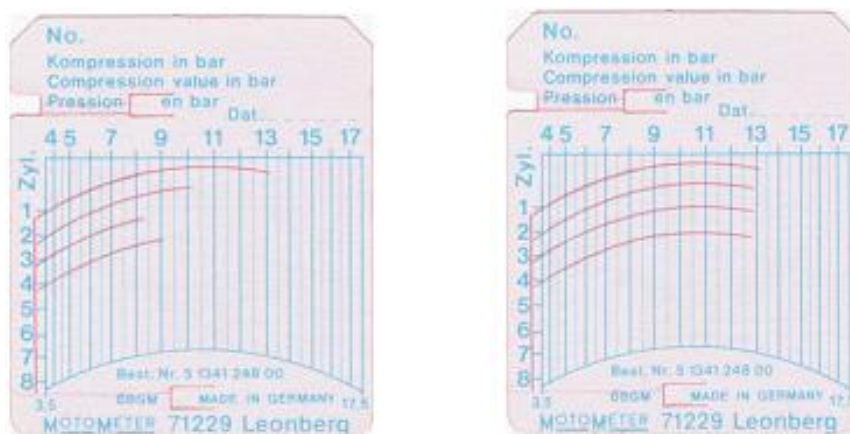 No.
Kompression in bar
Compression value in bar
Pression en bar
Dat.
4 5 7 9 11 13 15 17
Zyl.
1
2
3
4
5
6
7
8
Best. Nr. 5 1341 248 00
3,5 DBGM MADE IN GERMANY 17,5
MOTOMETER 71229 Leonberg
No.
Kompression in bar
Compression value in bar
Pression en bar
Dat.
4 5 7 9 11 13 15 17
Zyl.
1
2
3
4
5
6
7
8
Best. Nr. 5 1341 248 00
3,5 DBGM MADE IN GERMANY 17,5
MOTOMETER 71229 Leonberg